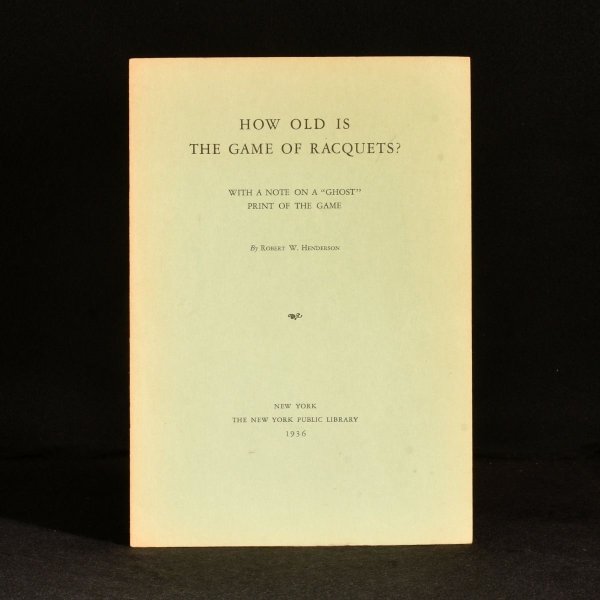 HOW OLD IS
THE GAME OF RACQUETS?
WITH A NOTE ON A "GHOST"
PRINT OF THE GAME
By ROBERT W. HENDERSON
NEW YORK
THE NEW YORK PUBLIC LIBRARY
1936